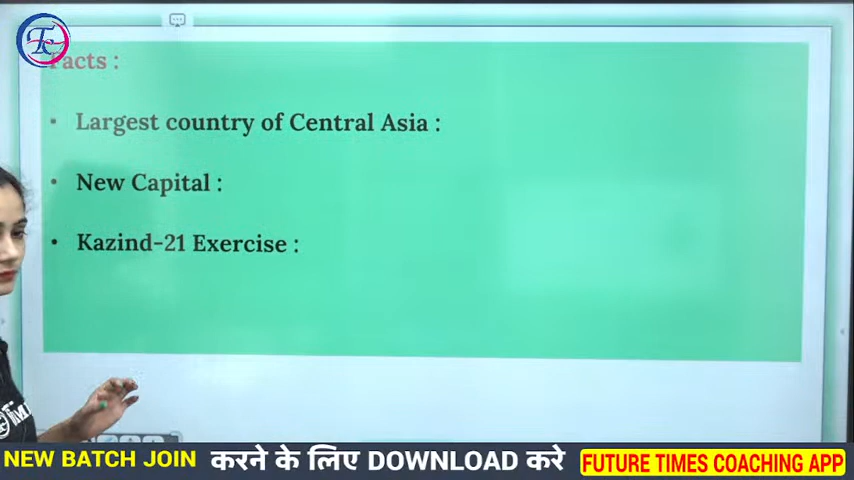 Facts :
Largest country of Central Asia :
New Capital :
Kazind-21 Exercise :
NEW BATCH JOIN करने के लिए DOWNLOAD करे FUTURE TIMES COACHING APP